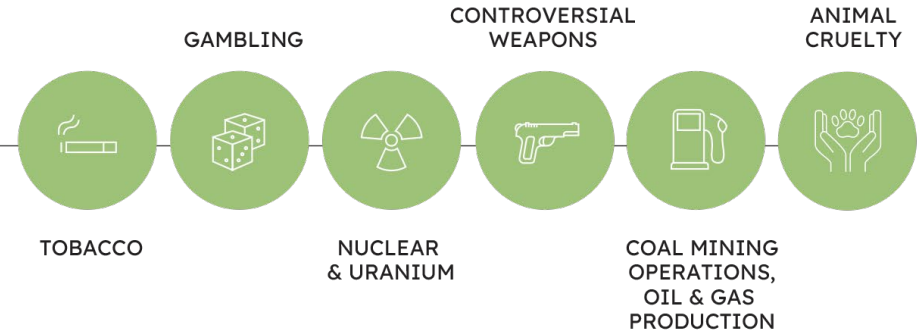 TOBACCO
GAMBLING
NUCLEAR
& URANIUM
CONTROVERSIAL
WEAPONS
COAL MINING
OPERATIONS,
OIL & GAS
PRODUCTION
ANIMAL
CRUELTY